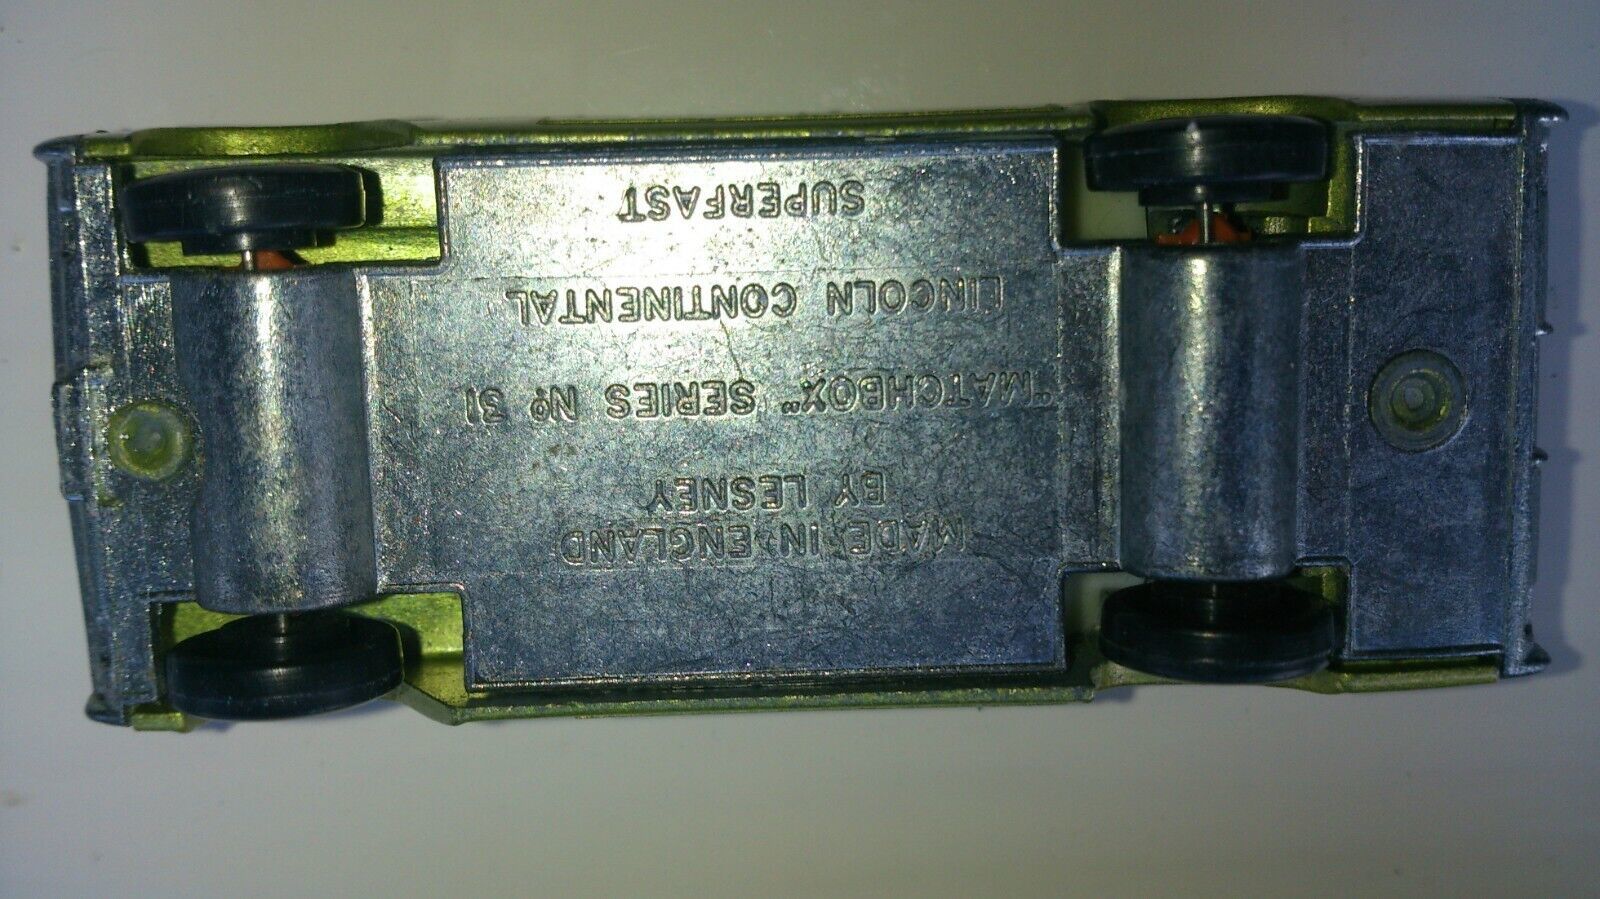 SUPERFAST
LINCOLN CONTINENTAL
"MATCHBOX" SERIES Nº 31
BY LESNEY
MADE IN ENGLAND